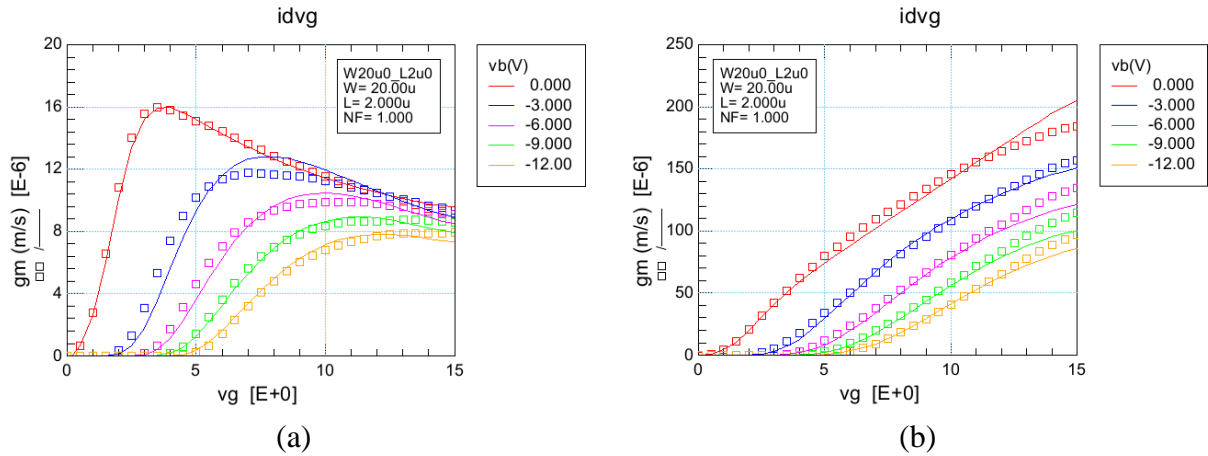 idvg
20
16
12
8
4
0
gm (m/s) [E-6]
0 5 10 15
vg [E+0]
W20u0_L2u0
W= 20.00u
L= 2.000u
NF= 1.000
vb(V)
0.000
-3.000
-6.000
-9.000
-12.00
(a)
idvg
250
200
150
100
50
0
gm (m/s) [E-6]
0 5 10 15
vg [E+0]
W20u0_L2u0
W= 20.00u
L= 2.000u
NF= 1.000
vb(V)
0.000
-3.000
-6.000
-9.000
-12.00
(b)